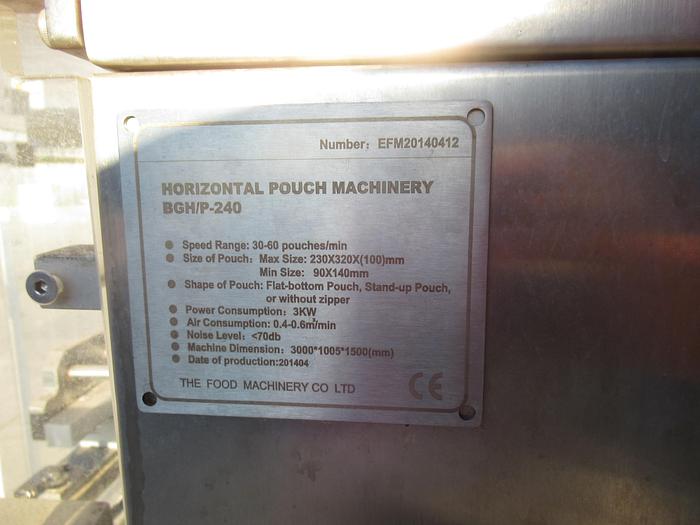 Number: EFM20140412
HORIZONTAL POUCH MACHINERY
BGH/P-240
● Speed Range: 30-60 pouches/min
● Size of Pouch: Max Size: 230X320X(100)mm
Min Size: 90X140mm
● Shape of Pouch: Flat-bottom Pouch, Stand-up Pouch,
or without zipper
● Power Consumption: 3KW
● Air Consumption: 0.4-0.6m³/min
● Noise Level: <70db
● Machine Dimension: 3000*1005*1500(mm)
● Date of production:201404
THE FOOD MACHINERY CO LTD CE